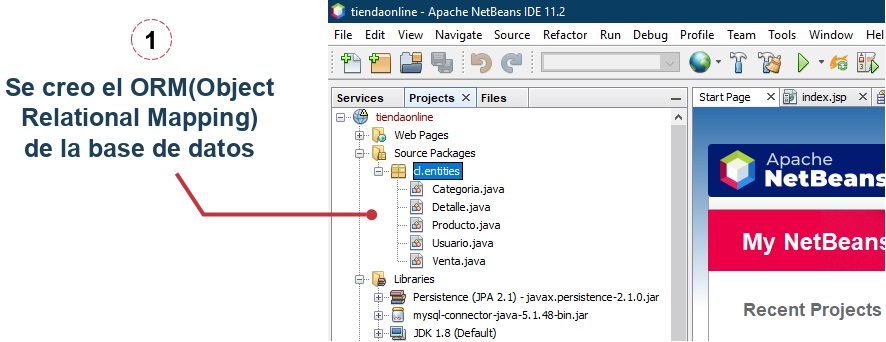 1
Se creo el ORM(Object
Relational Mapping)
de la base de datos
tiendaonline - Apache NetBeans IDE 11.2
File Edit View Navigate Source Refactor Run Debug Profile Team Tools Window
Services Projects Files
tiendaonline
Web Pages
Source Packages
cl.entities
Categoria.java
Detalle.java
Producto.java
Usuario.java
Venta.java
Libraries
Persistence (JPA 2.1) - javax.persistence-2.1.0.jar
mysql-connector-java-5.1.48-bin.jar
JDK 1.8 (Default)
Start Page index.jsp
Apache
NetBeans
My NetBeans
Recent Projects